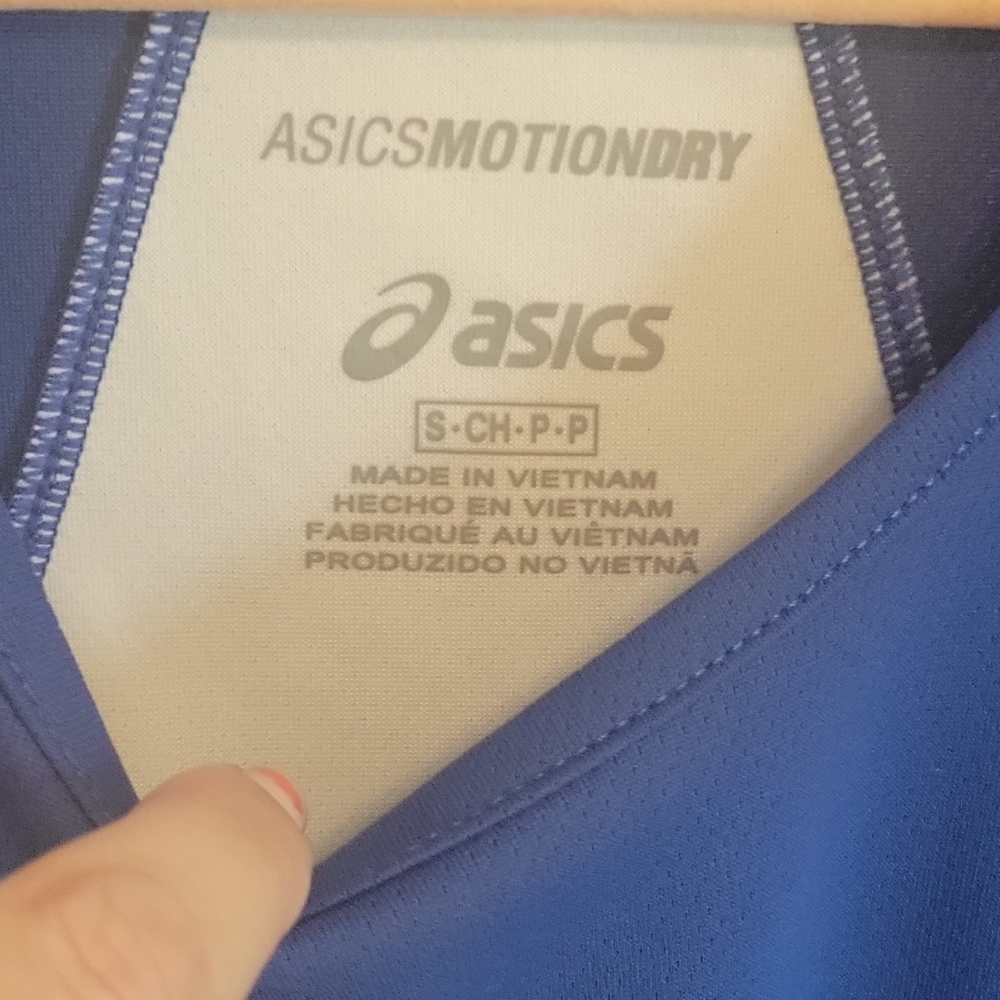 ASICSMOTIONDRY
asics
S·CH·P·P
MADE IN VIETNAM
HECHO EN VIETNAM
FABRIQUÉ AU VIÊTNAM
PRODUZIDO NO VIETNÃ